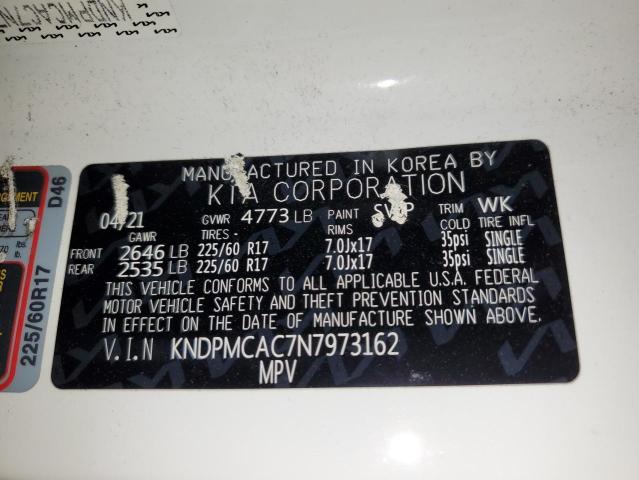 KNDPMCAC7N
MANUFACTURED IN KOREA BY
KIA CORPORATION
04/21 GVWR 4773 LB PAINT SWP TRIM WK
GAWR TIRES - RIMS COLD TIRE INFL
FRONT 2646 LB 225/60 R17 7.0Jx17 35psi SINGLE
REAR 2535 LB 225/60 R17 7.0Jx17 35psi SINGLE
THIS VEHICLE CONFORMS TO ALL APPLICABLE U.S.A. FEDERAL
MOTOR VEHICLE SAFETY AND THEFT PREVENTION STANDARDS
IN EFFECT ON THE DATE OF MANUFACTURE SHOWN ABOVE.
V.I.N KNDPMCAC7N7973162
MPV
D46
225/60R17
lbs.
lb.